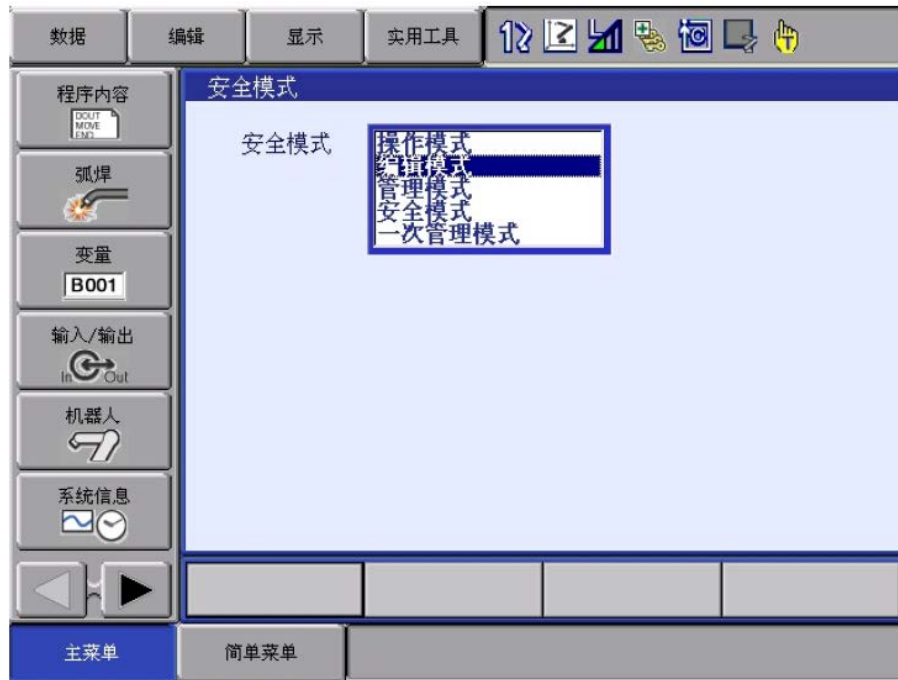 数据 编辑 显示 实用工具
程序内容
DOUT
MOVE
END
弧焊
变量
B001
输入/输出
In Out
机器人
系统信息
安全模式
安全模式
操作模式
编辑模式
管理模式
安全模式
一次管理模式
主菜单 简单菜单